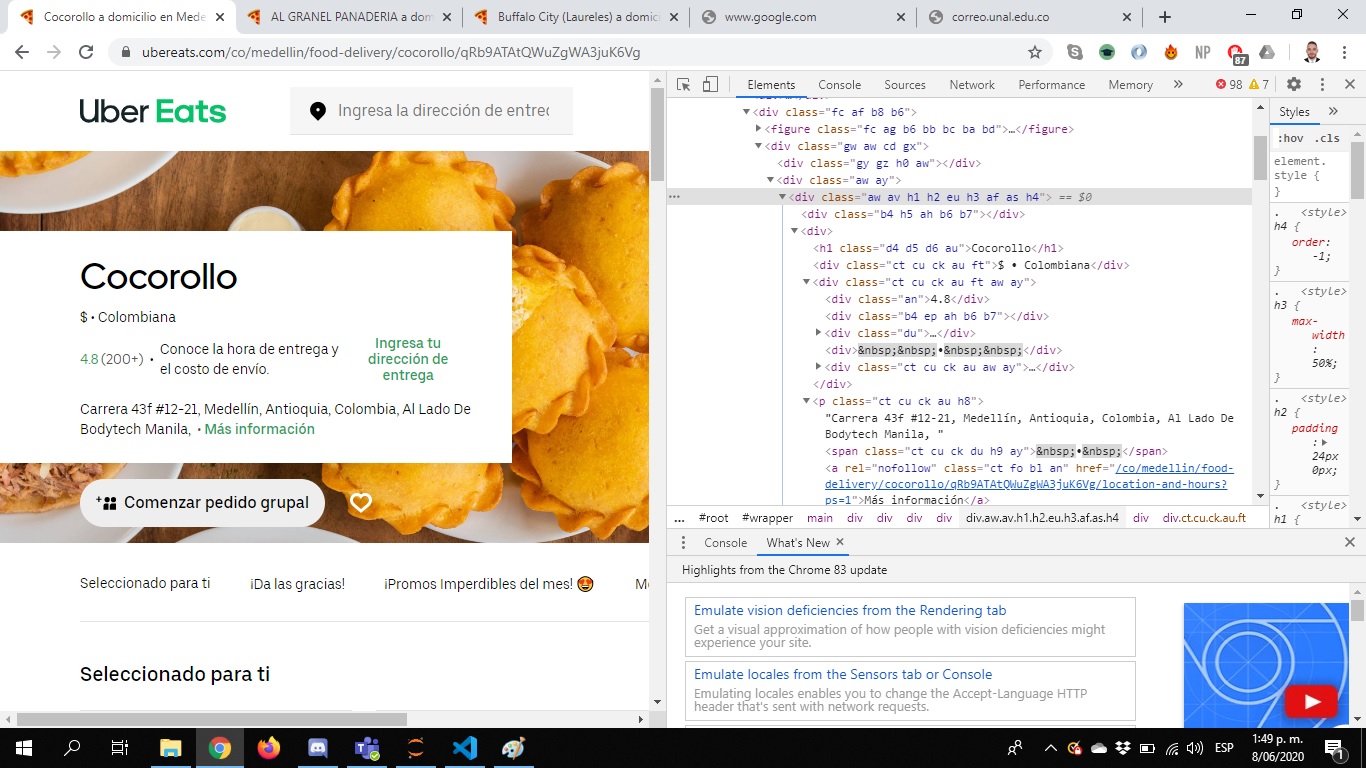 Cocorollo a domicilio en Mede
AL GRANEL PANADERIA a dom
Buffalo City (Laureles) a domici
www.google.com
correo.unal.edu.co
ubereats.com/co/medellin/food-delivery/cocorollo/qRb9ATAtQWuZgWA3juK6Vg
NP
87
Uber Eats
Ingresa la dirección de entrec
Cocorollo
$ • Colombiana
4.8 (200+) • Conoce la hora de entrega y
el costo de envío.
Ingresa tu
dirección de
entrega
Carrera 43f #12-21, Medellín, Antioquia, Colombia, Al Lado De
Bodytech Manila, • Más información
Comenzar pedido grupal
Seleccionado para ti
¡Da las gracias!
¡Promos Imperdibles del mes! 😍
Seleccionado para ti
Elements Console Sources Network Performance Memory » 98 7
<div class="fc af b8 b6">
<figure class="fc ag b6 bb bc ba bd">…</figure>
<div class="gw aw cd gx">
<div class="gy gz h0 aw"></div>
<div class="aw ay">
<div class="aw av h1 h2 eu h3 af as h4"> == $0
<div class="b4 h5 ah b6 b7"></div>
<div>
<h1 class="d4 d5 d6 au">Cocorollo</h1>
<div class="ct cu ck au ft">$ • Colombiana</div>
<div class="ct cu ck au ft aw ay">
<div class="an">4.8</div>
<div class="b4 ep ah b6 b7"></div>
<div class="du">…</div>
<div>&nbsp;&nbsp;•&nbsp;&nbsp;</div>
<div class="ct cu ck au aw ay">…</div>
</div>
<p class="ct cu ck au h8">
"Carrera 43f #12-21, Medellín, Antioquia, Colombia, Al Lado De
Bodytech Manila, "
<span class="ct cu ck du h9 ay">&nbsp;•&nbsp;</span>
<a rel="nofollow" class="ct fo bl an" href="/co/medellin/food-
delivery/cocorollo/qRb9ATAtQWuZgWA3juK6Vg/location-and-hours?
ps=1">Más información</a>
... #root #wrapper main div div div div div.aw.av.h1.h2.eu.h3.af.as.h4 div div.ct.cu.ck.au.ft
Styles »
:hov .cls
element.
style {
}
. <style>
h4 {
order:
-1;
}
. <style>
h3 {
max-
width
:
50%;
}
. <style>
h2 {
padding
:
24px
0px;
}
. <style>
h1 {
Console What's New
Highlights from the Chrome 83 update
Emulate vision deficiencies from the Rendering tab
Get a visual approximation of how people with vision deficiencies might
experience your site.
Emulate locales from the Sensors tab or Console
Emulating locales enables you to change the Accept-Language HTTP
header that's sent with network requests.
ESP
1:49 p. m.
8/06/2020
1